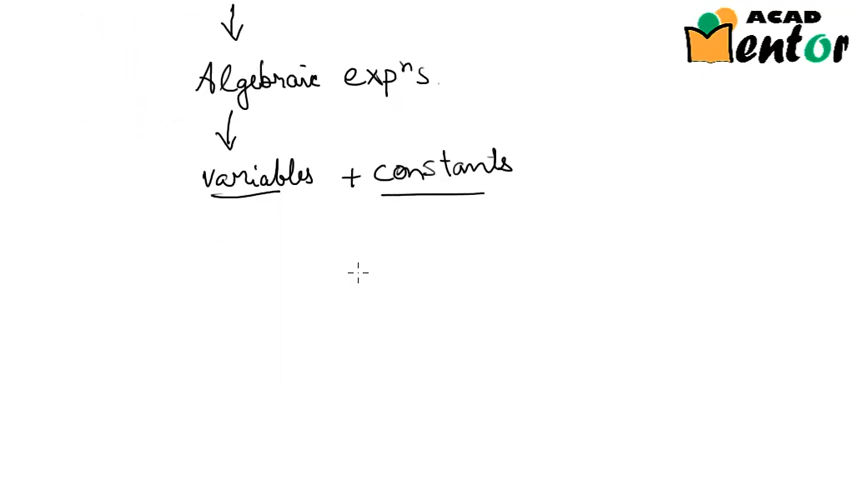 ACAD
Mentor
Algebraic expⁿs.
variables + constants